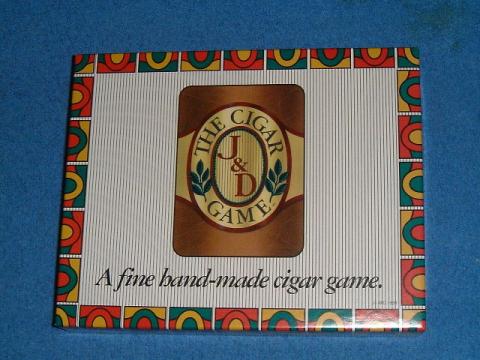 THE CIGAR
J
&
D
GAME
A fine hand-made cigar game.